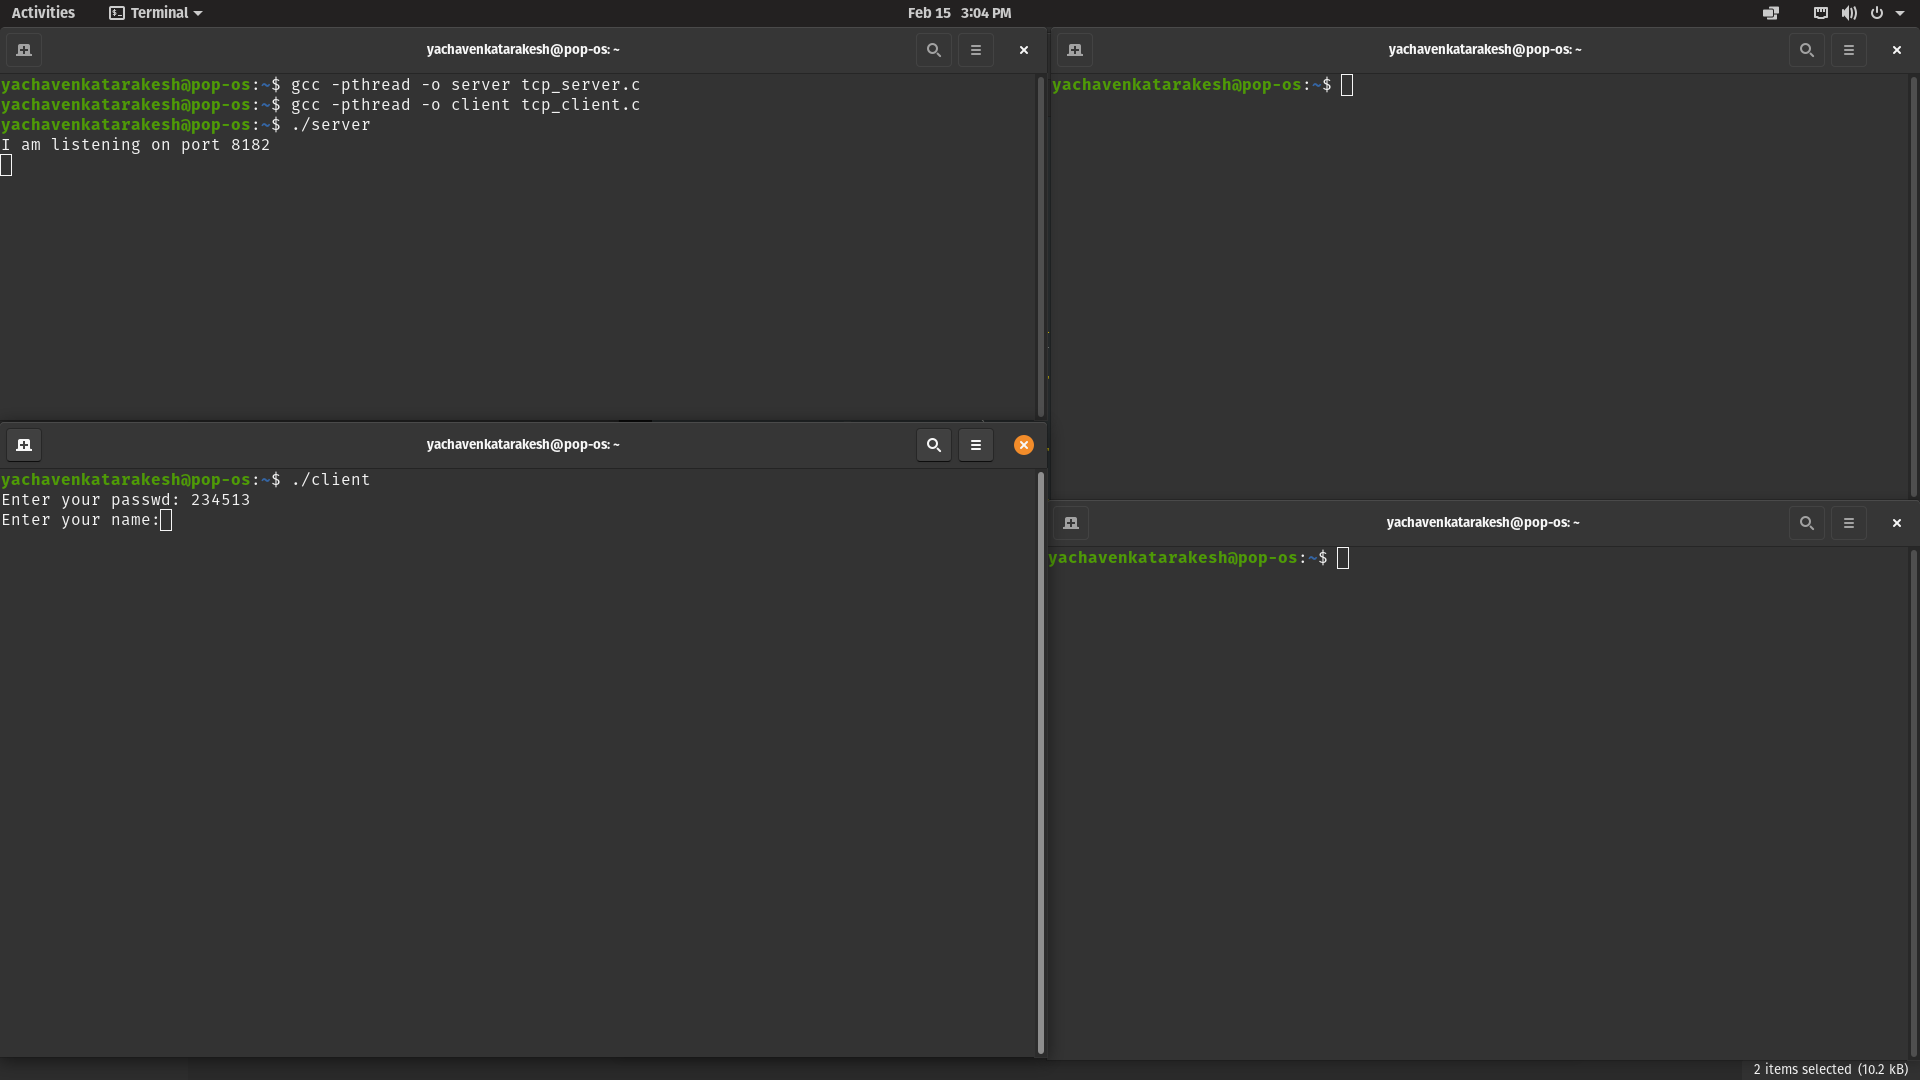 Activities Terminal Feb 15 3:04 PM
yachavenkatarakesh@pop-os: ~
yachavenkatarakesh@pop-os:~$ gcc -pthread -o server tcp_server.c
yachavenkatarakesh@pop-os:~$ gcc -pthread -o client tcp_client.c
yachavenkatarakesh@pop-os:~$ ./server
I am listening on port 8182
yachavenkatarakesh@pop-os: ~
yachavenkatarakesh@pop-os:~$
yachavenkatarakesh@pop-os: ~
yachavenkatarakesh@pop-os:~$ ./client
Enter your passwd: 234513
Enter your name:
yachavenkatarakesh@pop-os: ~
yachavenkatarakesh@pop-os:~$
2 items selected (10.2 kB)